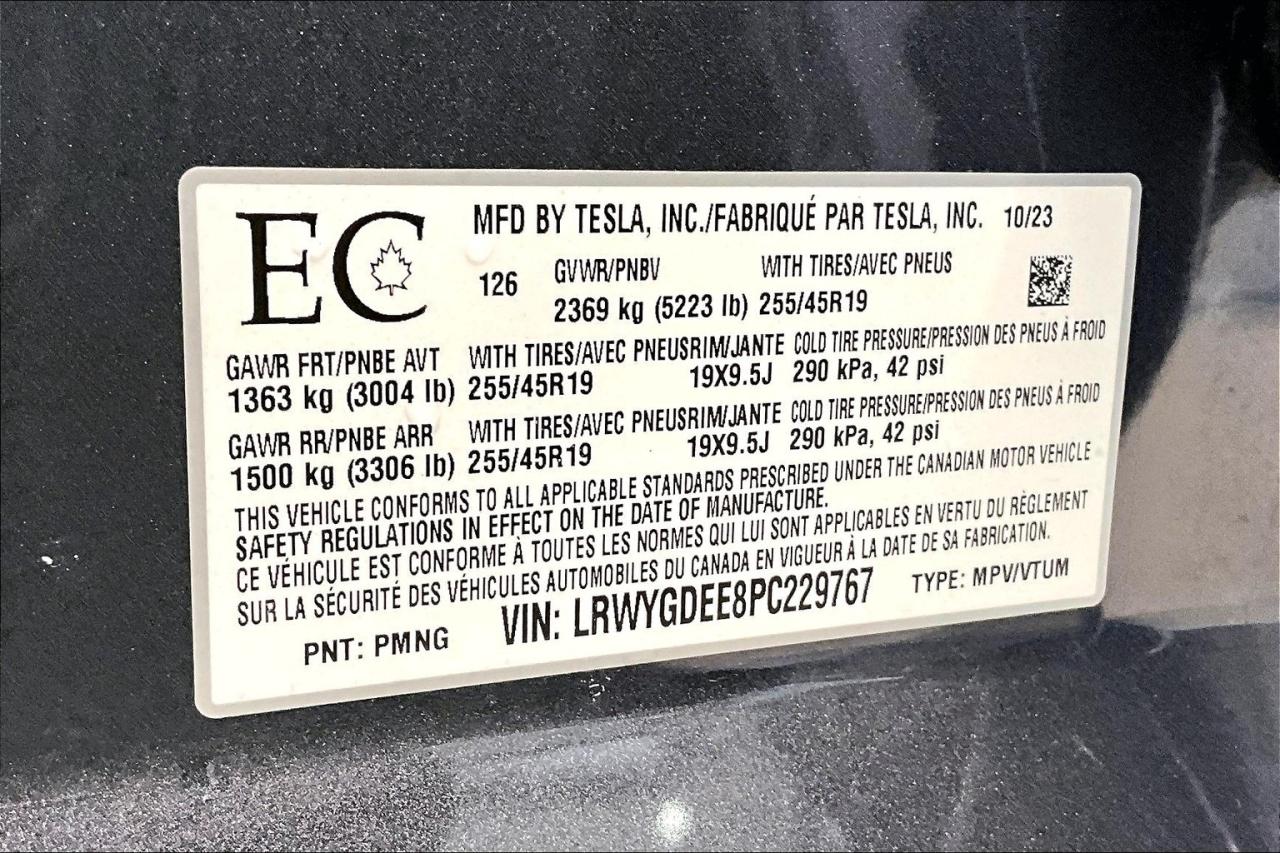 EC MFD BY TESLA, INC./FABRIQUÉ PAR TESLA, INC. 10/23
126 GVWR/PNBV WITH TIRES/AVEC PNEUS
2369 kg (5223 lb) 255/45R19
GAWR FRT/PNBE AVT WITH TIRES/AVEC PNEUSRIM/JANTE COLD TIRE PRESSURE/PRESSION DES PNEUS À FROID
1363 kg (3004 lb) 255/45R19 19X9.5J 290 kPa, 42 psi
GAWR RR/PNBE ARR WITH TIRES/AVEC PNEUSRIM/JANTE COLD TIRE PRESSURE/PRESSION DES PNEUS À FROID
1500 kg (3306 lb) 255/45R19 19X9.5J 290 kPa, 42 psi
THIS VEHICLE CONFORMS TO ALL APPLICABLE STANDARDS PRESCRIBED UNDER THE CANADIAN MOTOR VEHICLE
SAFETY REGULATIONS IN EFFECT ON THE DATE OF MANUFACTURE.
CE VÉHICULE EST CONFORME À TOUTES LES NORMES QUI LUI SONT APPLICABLES EN VERTU DU RÈGLEMENT
SUR LA SÉCURITÉ DES VÉHICULES AUTOMOBILES DU CANADA EN VIGUEUR À LA DATE DE SA FABRICATION.
PNT: PMNG VIN: LRWYGDEE8PC229767 TYPE: MPV/VTUM